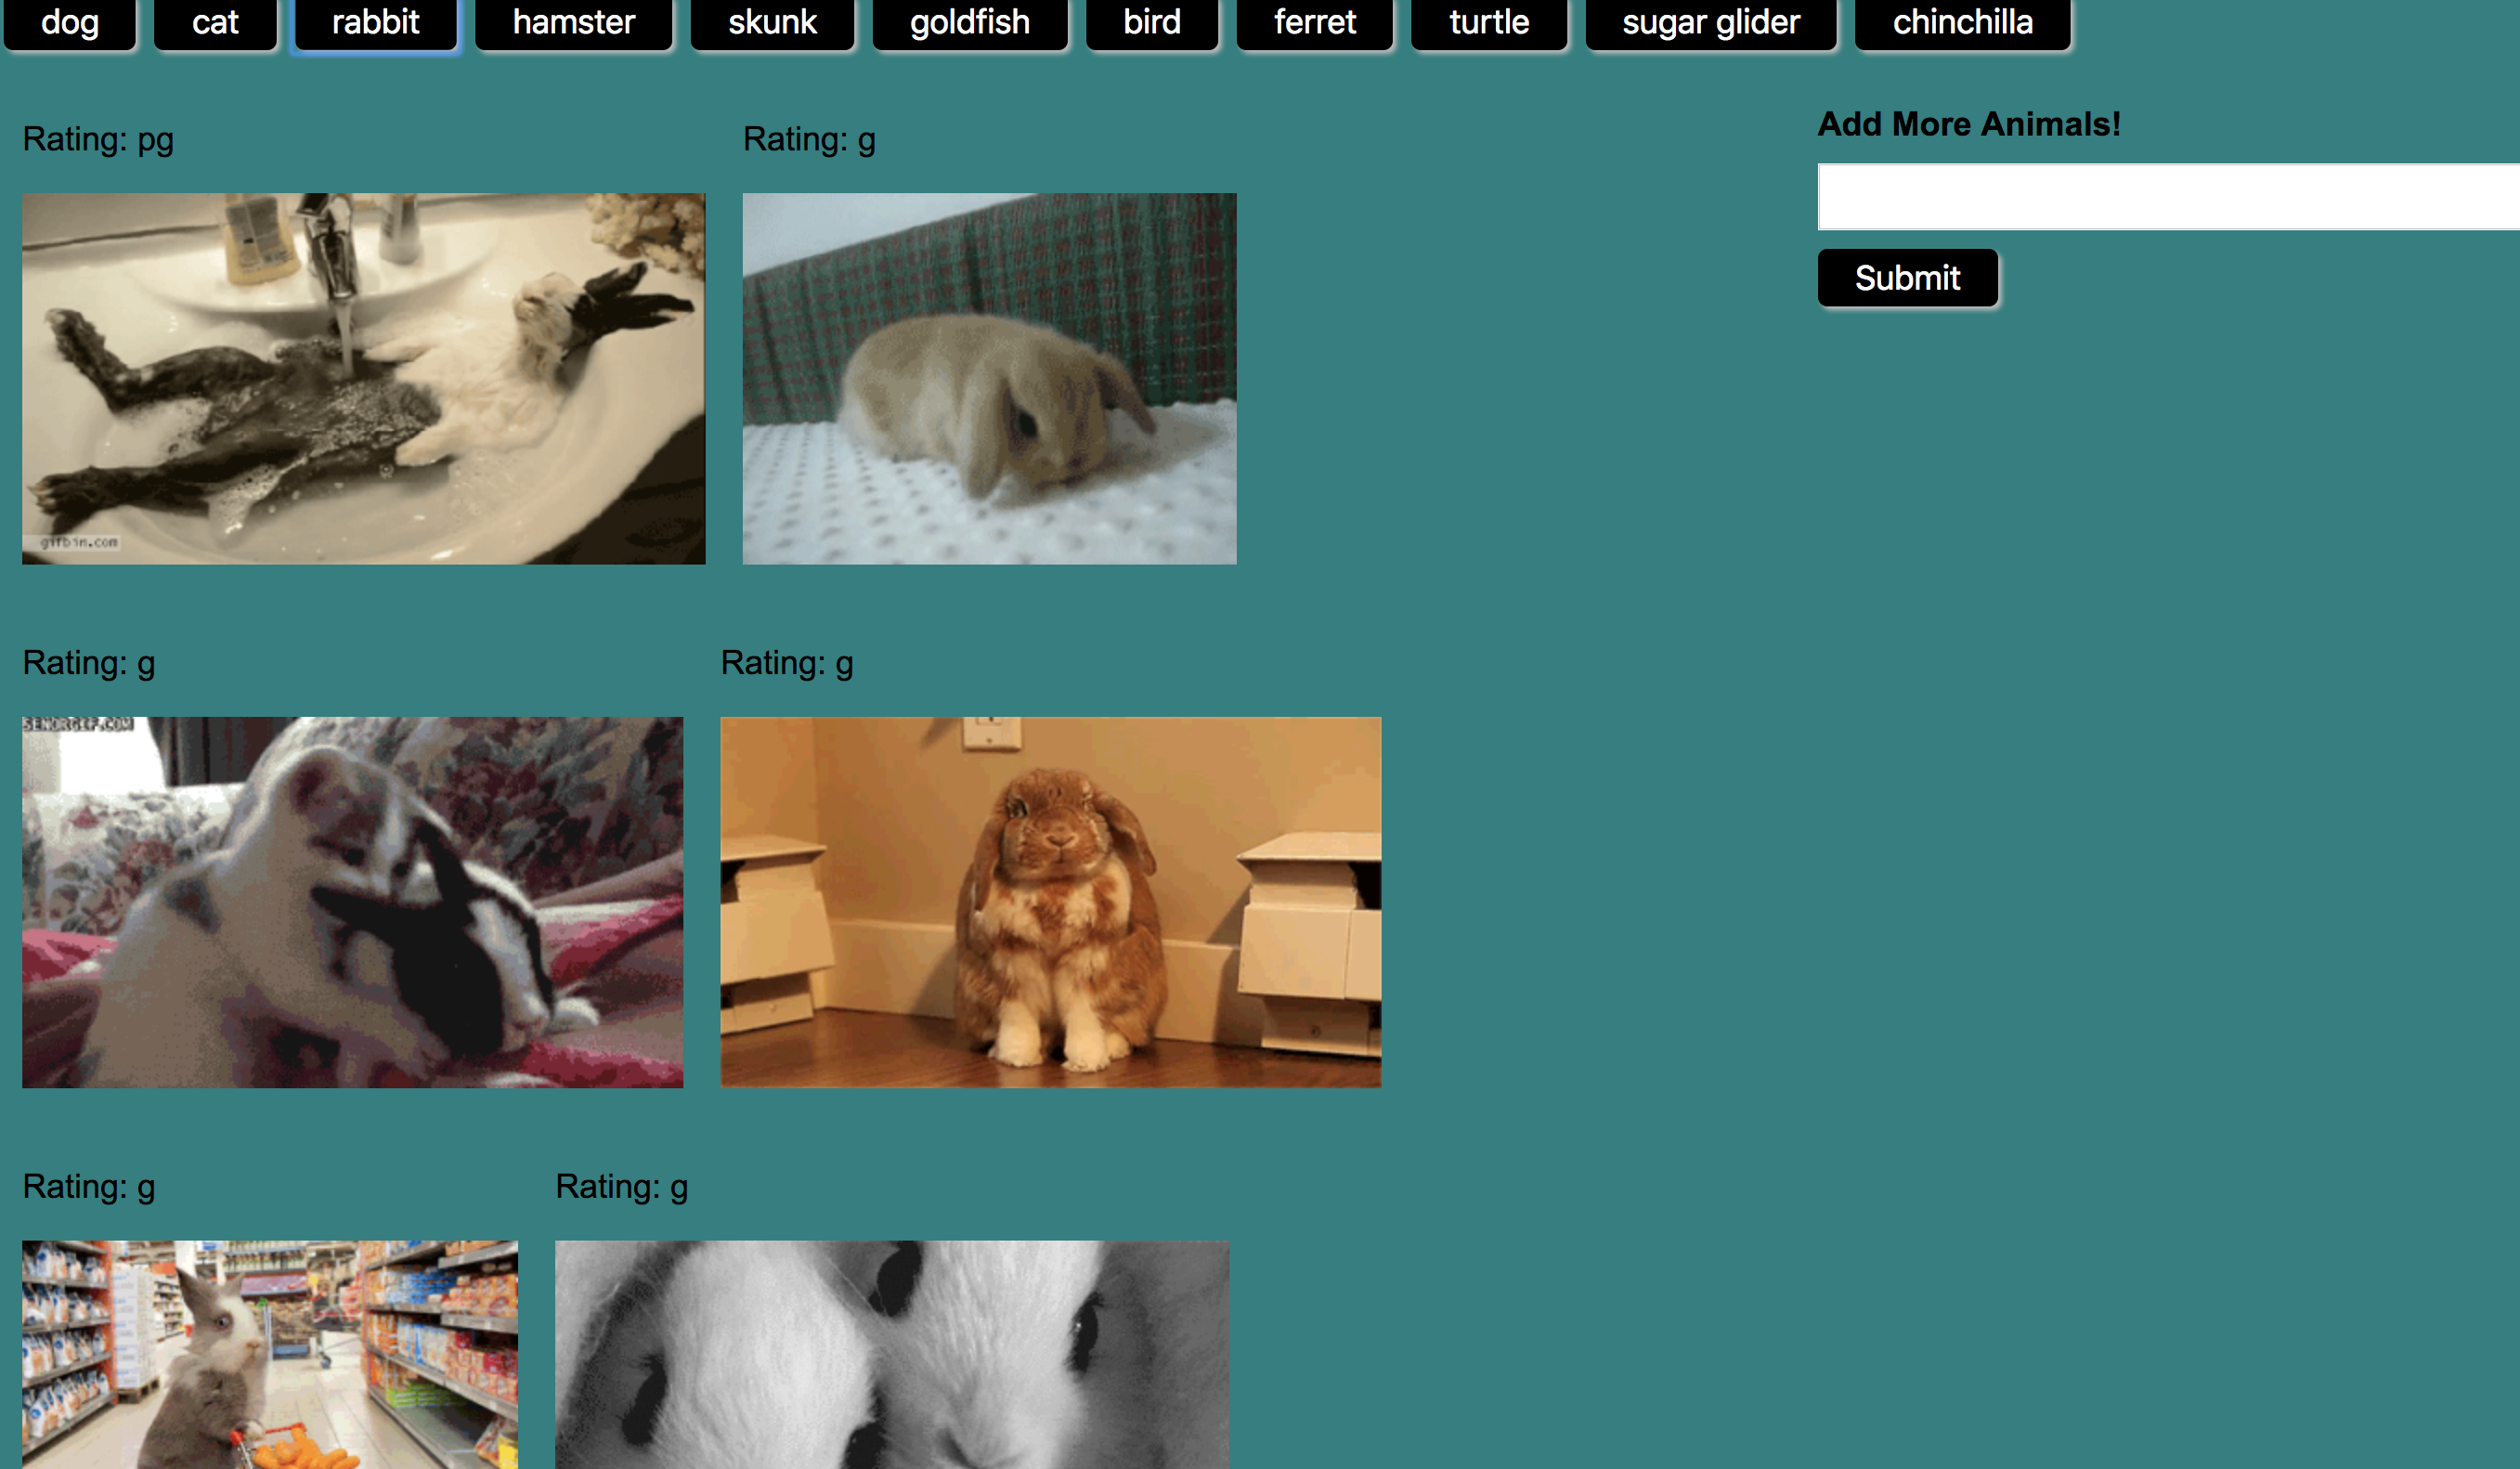 dog cat rabbit hamster skunk goldfish bird ferret turtle sugar glider chinchilla
Add More Animals!
Submit
Rating: pg
Rating: g
gifbin.com
Rating: g
Rating: g
SENORGIF.COM
Rating: g
Rating: g